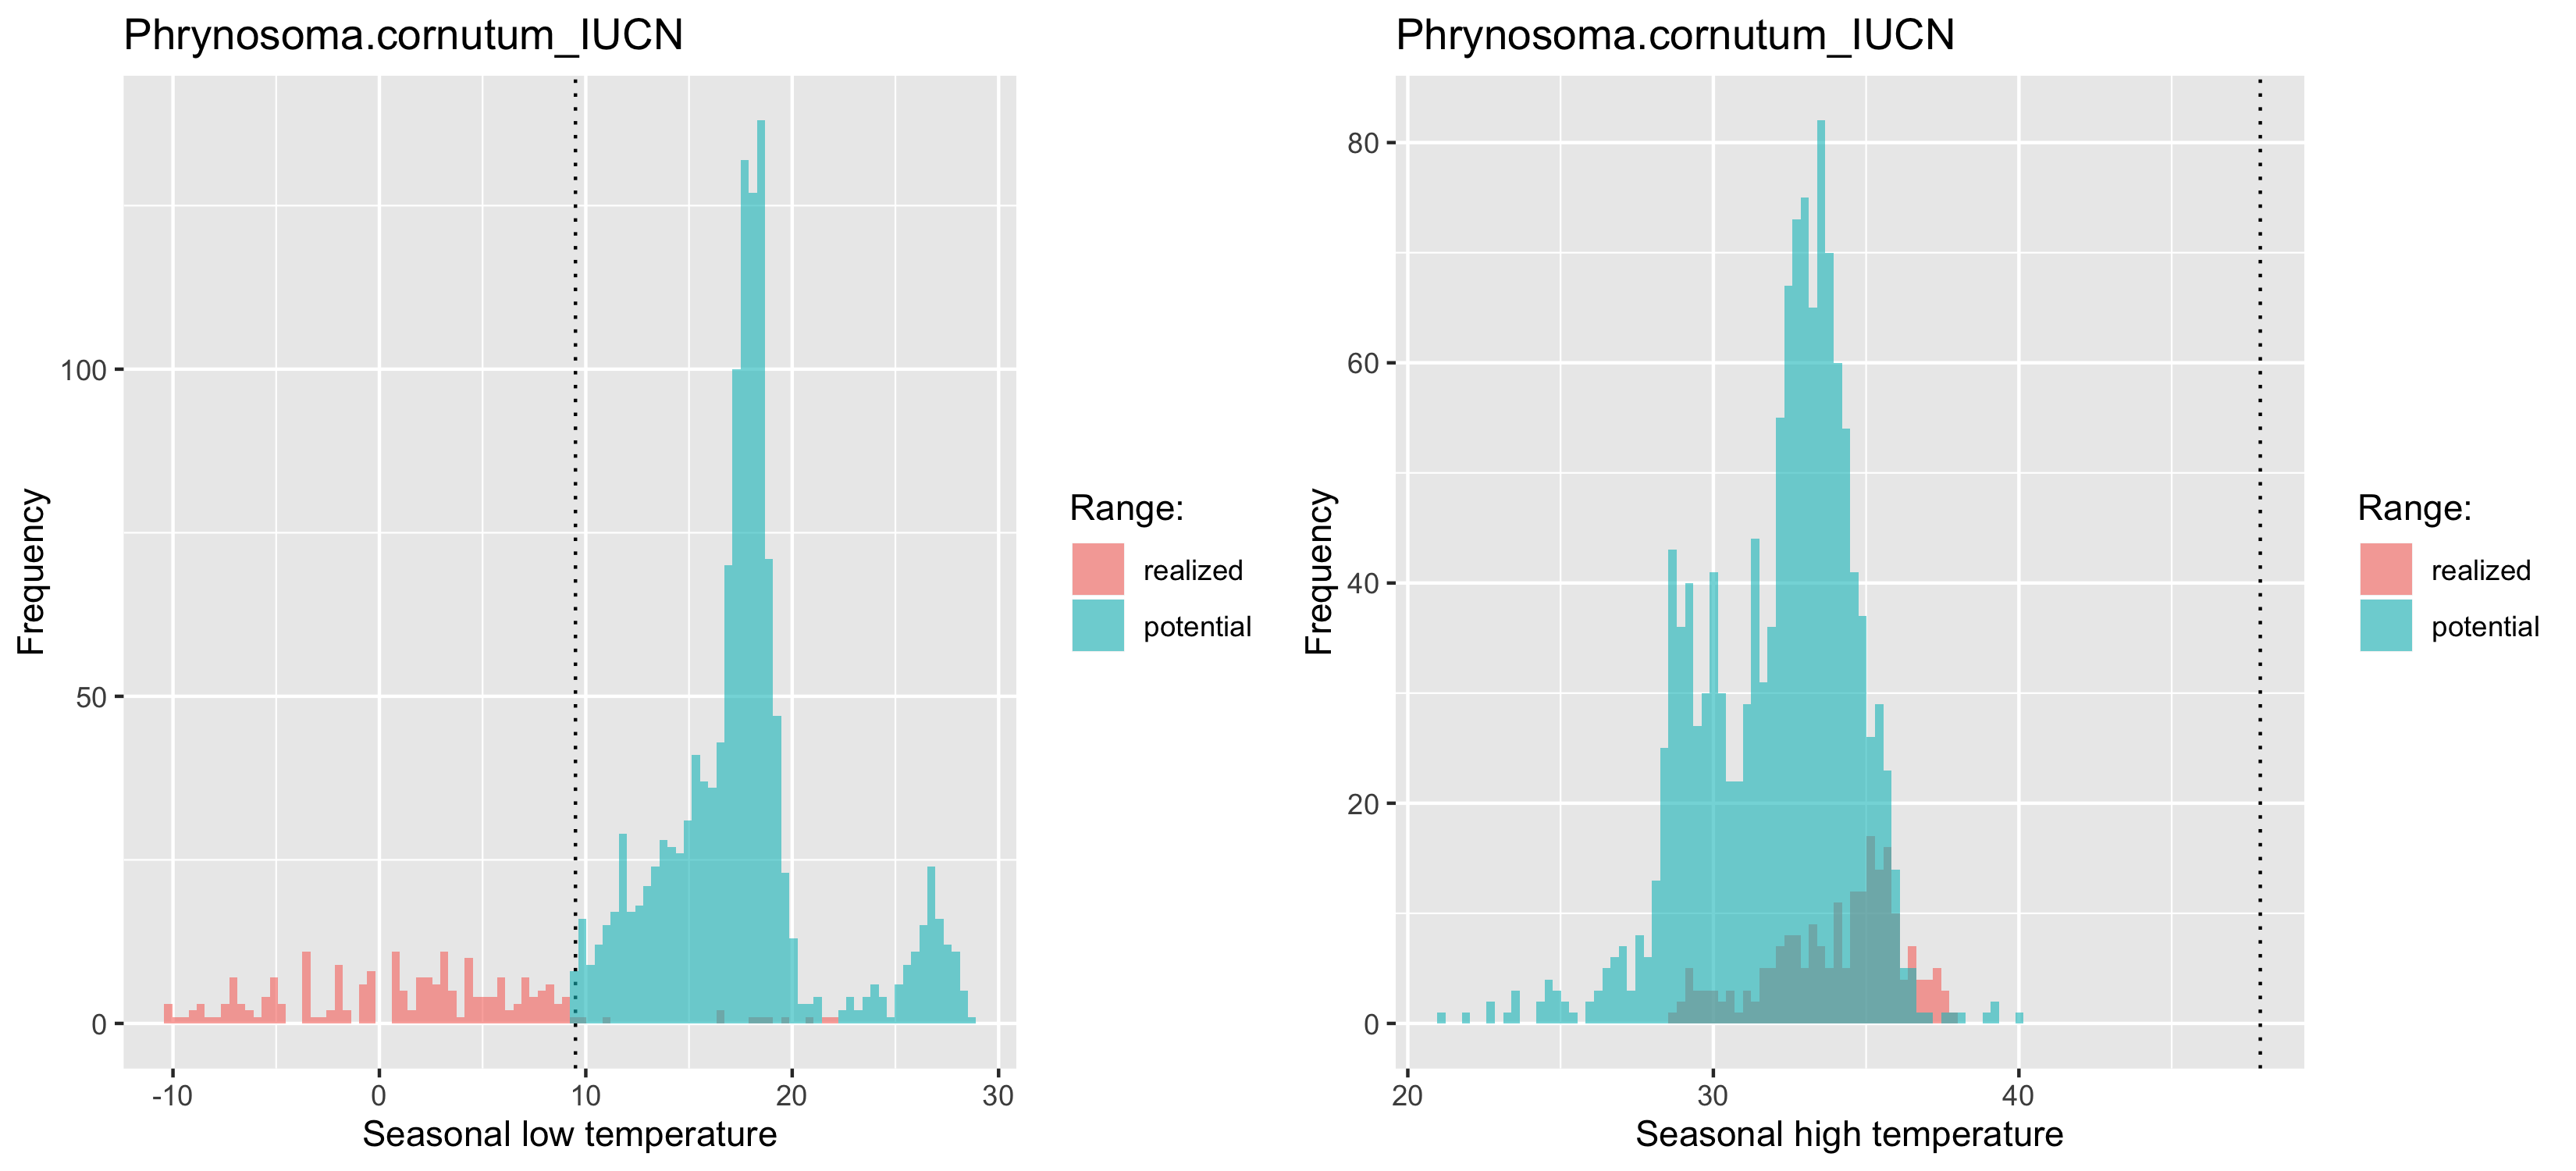 Phrynosoma.cornutum_IUCN
Frequency
100
50
0
-10 0 10 20 30
Seasonal low temperature
Range:
realized
potential
Phrynosoma.cornutum_IUCN
Frequency
80
60
40
20
0
20 30 40
Seasonal high temperature
Range:
realized
potential